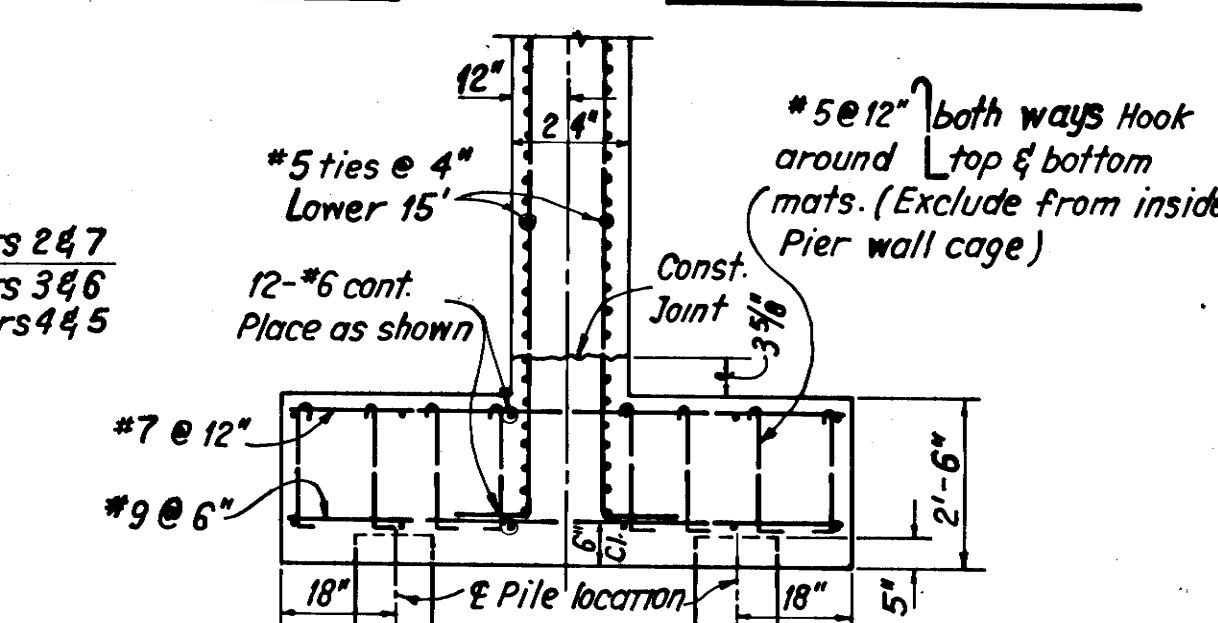 12"
2 4"
#5 ties @ 4"
Lower 15'
#5@12" both ways Hook
around top & bottom
mats. (Exclude from inside
Pier wall cage)
rs 2 & 7
rs 3 & 6
rs 4 & 5
12-#6 cont.
Place as shown
Const.
Joint
3 5/8"
#7 @ 12"
#9 @ 6"
6"
Cl.
2'-6"
5"
18"
℄ Pile location
18"